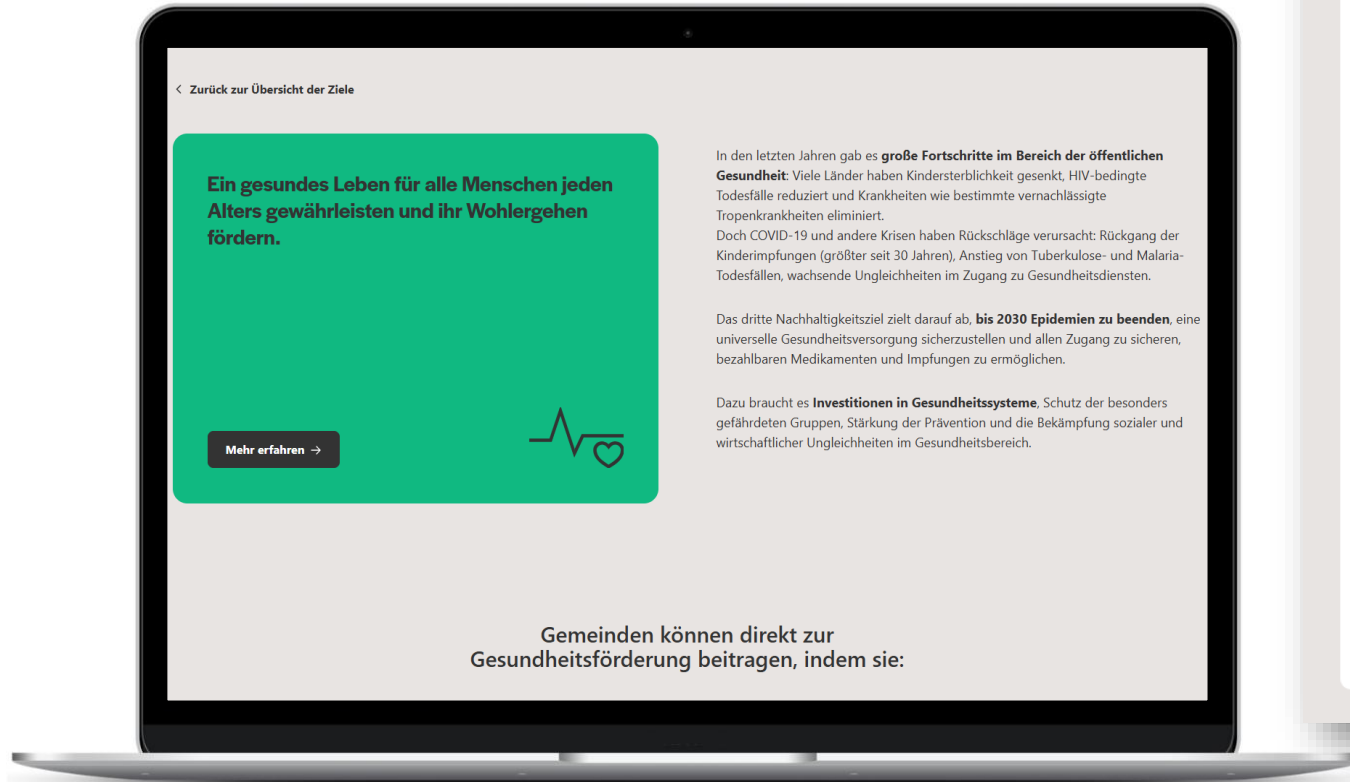 Zurück zur Übersicht der Ziele
Ein gesundes Leben für alle Menschen jeden
Alters gewährleisten und ihr Wohlergehen
fördern.
Mehr erfahren →
In den letzten Jahren gab es große Fortschritte im Bereich der öffentlichen
Gesundheit: Viele Länder haben Kindersterblichkeit gesenkt, HIV-bedingte
Todesfälle reduziert und Krankheiten wie bestimmte vernachlässigte
Tropenkrankheiten eliminiert.
Doch COVID-19 und andere Krisen haben Rückschläge verursacht: Rückgang der
Kinderimpfungen (größter seit 30 Jahren), Anstieg von Tuberkulose- und Malaria-
Todesfällen, wachsende Ungleichheiten im Zugang zu Gesundheitsdiensten.
Das dritte Nachhaltigkeitsziel zielt darauf ab, bis 2030 Epidemien zu beenden, eine
universelle Gesundheitsversorgung sicherzustellen und allen Zugang zu sicheren,
bezahlbaren Medikamenten und Impfungen zu ermöglichen.
Dazu braucht es Investitionen in Gesundheitssysteme, Schutz der besonders
gefährdeten Gruppen, Stärkung der Prävention und die Bekämpfung sozialer und
wirtschaftlicher Ungleichheiten im Gesundheitsbereich.
Gemeinden können direkt zur
Gesundheitsförderung beitragen, indem sie: